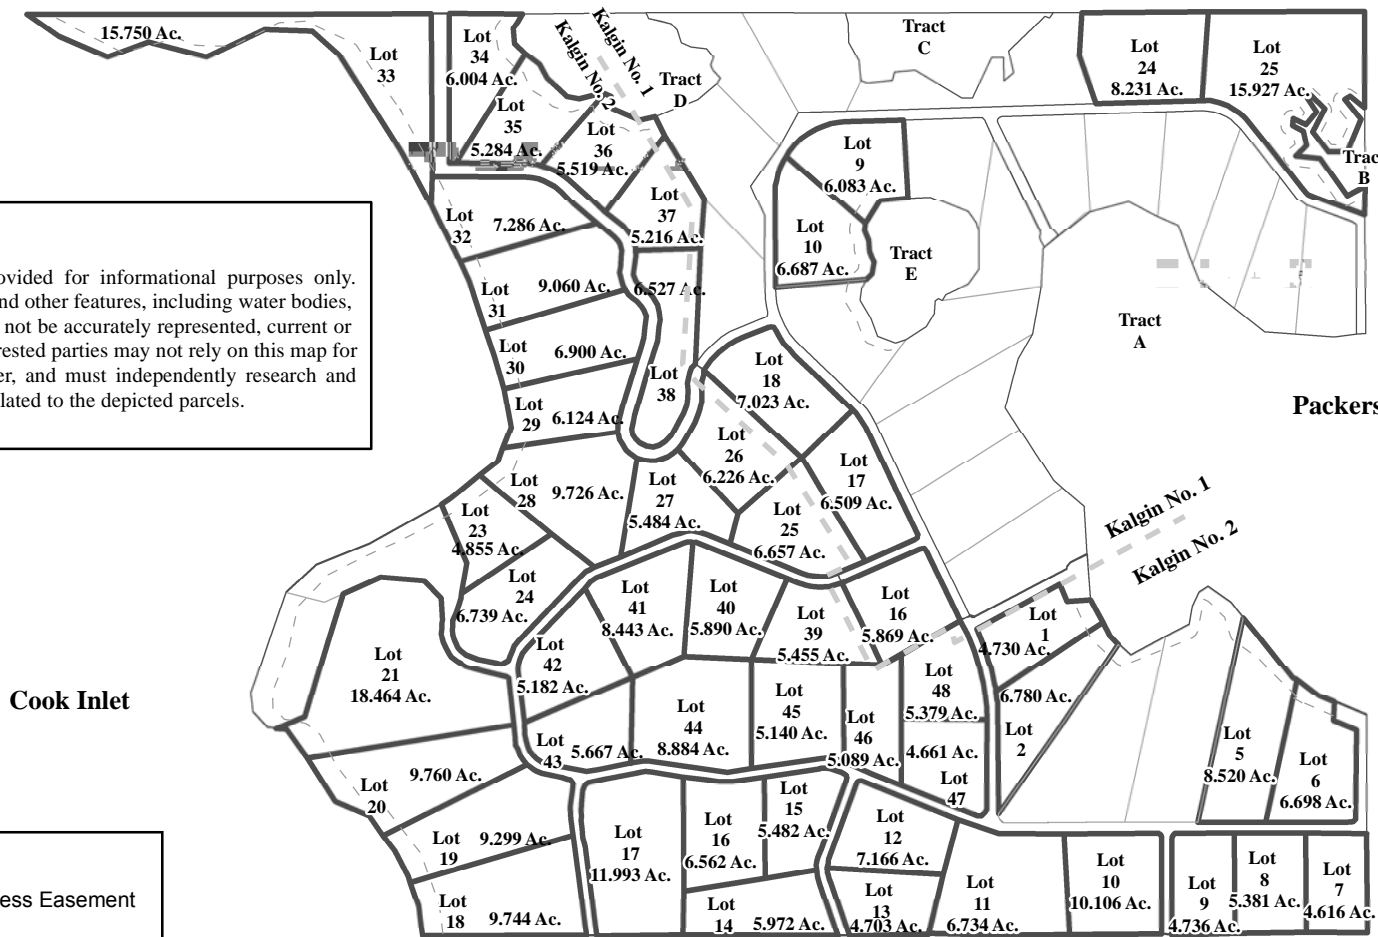 15.750 Ac.
Lot
33
Lot
34
6.004 Ac.
Lot
35
5.284 Ac.
Lot
36
5.519 Ac.
Kalgin No. 1
Kalgin No. 2
Tract
D
Tract
C
Lot
24
8.231 Ac.
Lot
25
15.927 Ac.
Trac
B
Lot
9
6.083 Ac.
Lot
10
6.687 Ac.
Tract
E
Lot
37
5.216 Ac.
Lot
32
7.286 Ac.
Lot
31
9.060 Ac.
6.527 Ac.
Lot
38
Lot
30
6.900 Ac.
Lot
29
6.124 Ac.
ovided for informational purposes only.
nd other features, including water bodies,
not be accurately represented, current or
rested parties may not rely on this map for
er, and must independently research and
lated to the depicted parcels.
Tract
A
Packers
Lot
18
7.023 Ac.
Lot
26
6.226 Ac.
Lot
17
6.509 Ac.
Lot
28
9.726 Ac.
Lot
27
5.484 Ac.
Lot
25
6.657 Ac.
Lot
23
4.855 Ac.
Lot
24
6.739 Ac.
Kalgin No. 1
Kalgin No. 2
Lot
41
8.443 Ac.
Lot
40
5.890 Ac.
Lot
39
5.455 Ac.
Lot
16
5.869 Ac.
Lot
1
4.730 Ac.
Lot
42
5.182 Ac.
Lot
21
18.464 Ac.
Cook Inlet
Lot
48
5.379 Ac.
6.780 Ac.
Lot
2
Lot
44
8.884 Ac.
Lot
45
5.140 Ac.
Lot
46
5.089 Ac.
4.661 Ac.
Lot
47
Lot
43
5.667 Ac.
Lot
5
8.520 Ac.
Lot
6
6.698 Ac.
Lot
20
9.760 Ac.
Lot
19
9.299 Ac.
Lot
17
11.993 Ac.
Lot
16
6.562 Ac.
Lot
15
5.482 Ac.
Lot
12
7.166 Ac.
Lot
18
9.744 Ac.
Lot
14
5.972 Ac.
Lot
13
4.703 Ac.
Lot
11
6.734 Ac.
Lot
10
10.106 Ac.
Lot
9
4.736 Ac.
Lot
8
5.381 Ac.
Lot
7
4.616 Ac.
ess Easement